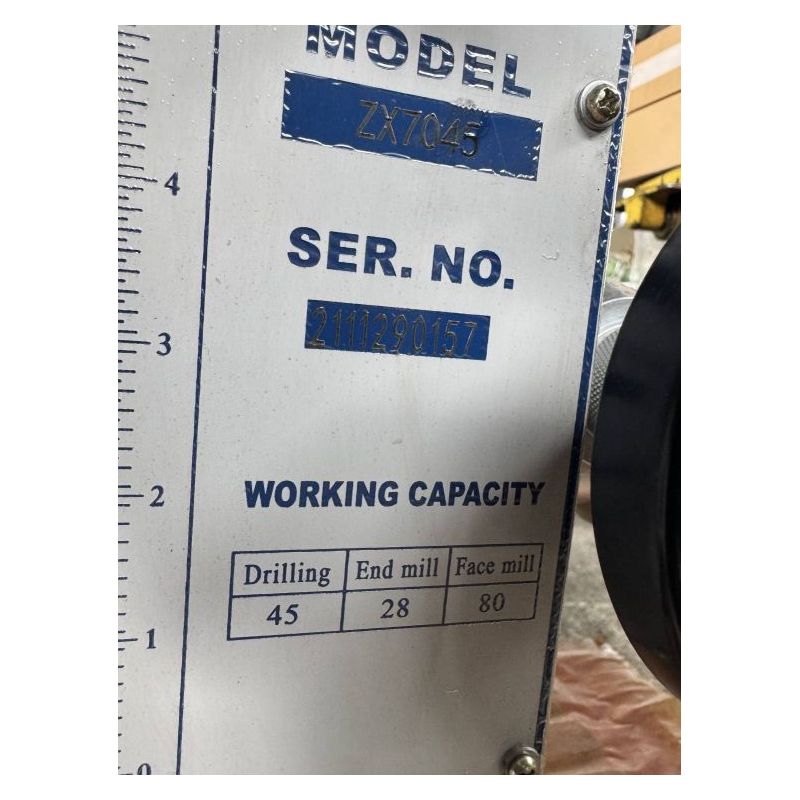 MODEL
ZX7045
4
SER. NO.
2111290157
3
WORKING CAPACITY
2
Drilling End mill Face mill
45 28 80
1
0